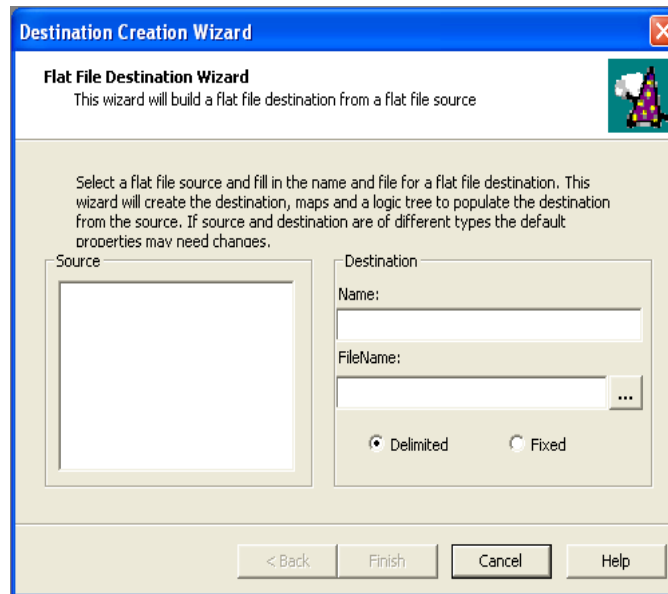 Destination Creation Wizard
Flat File Destination Wizard
This wizard will build a flat file destination from a flat file source
Select a flat file source and fill in the name and file for a flat file destination. This
wizard will create the destination, maps and a logic tree to populate the destination
from the source. If source and destination are of different types the default
properties may need changes.
Source
Destination
Name:
FileName:
...
Delimited
Fixed
< Back
Finish
Cancel
Help